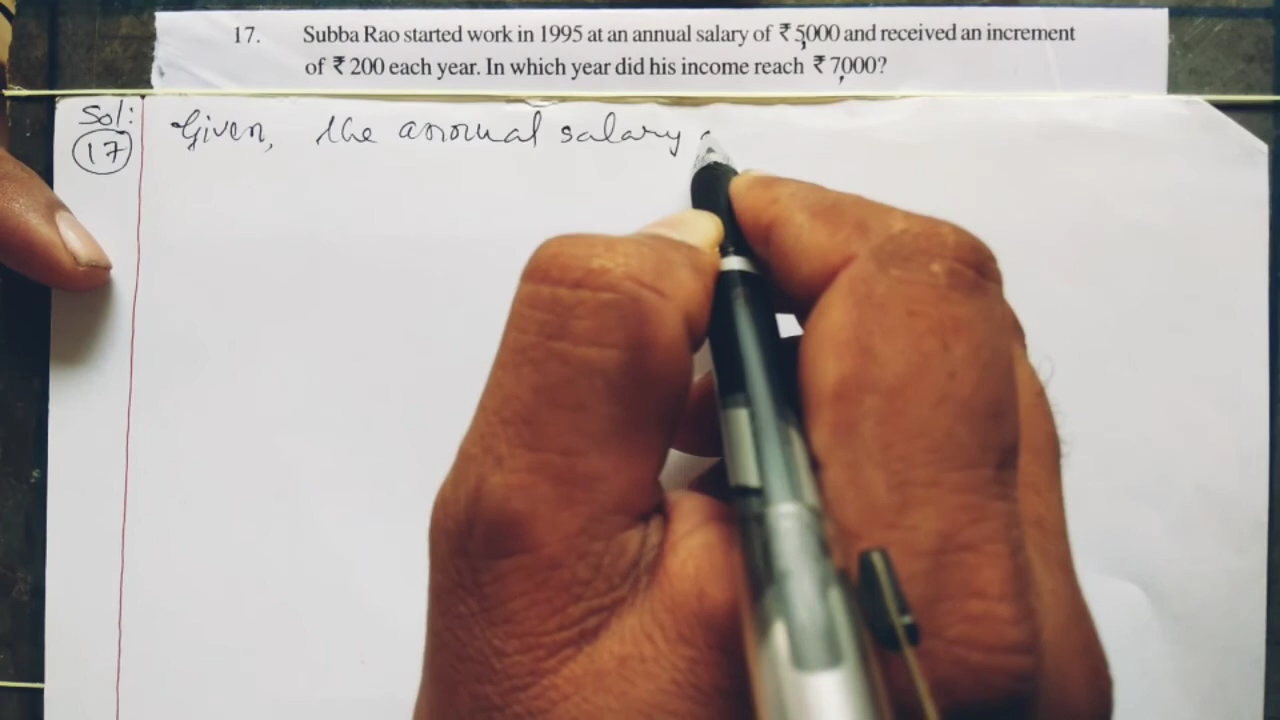 17. Subba Rao started work in 1995 at an annual salary of ₹ 5000 and received an increment
of ₹ 200 each year. In which year did his income reach ₹ 7000?
Sol: Given, the annual salary
17